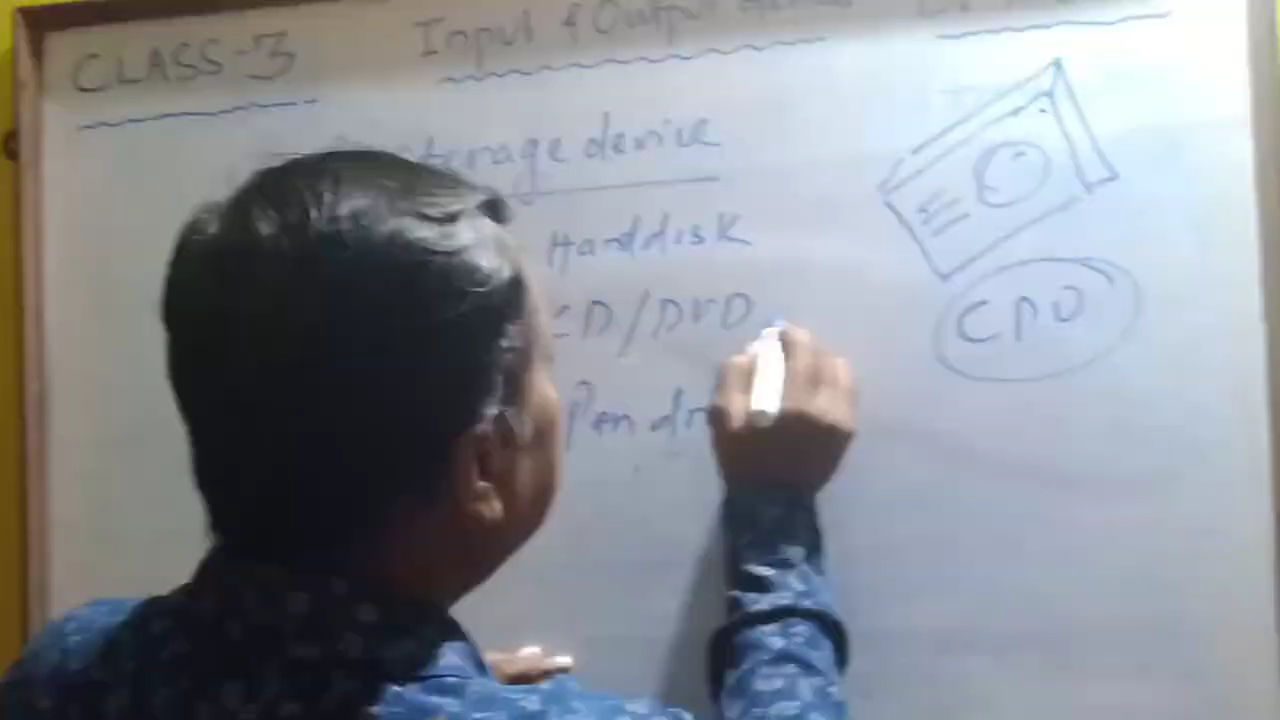 CLASS-3
Input & Output
storage device
Harddisk
CD/DVD
Pen dr
CPU